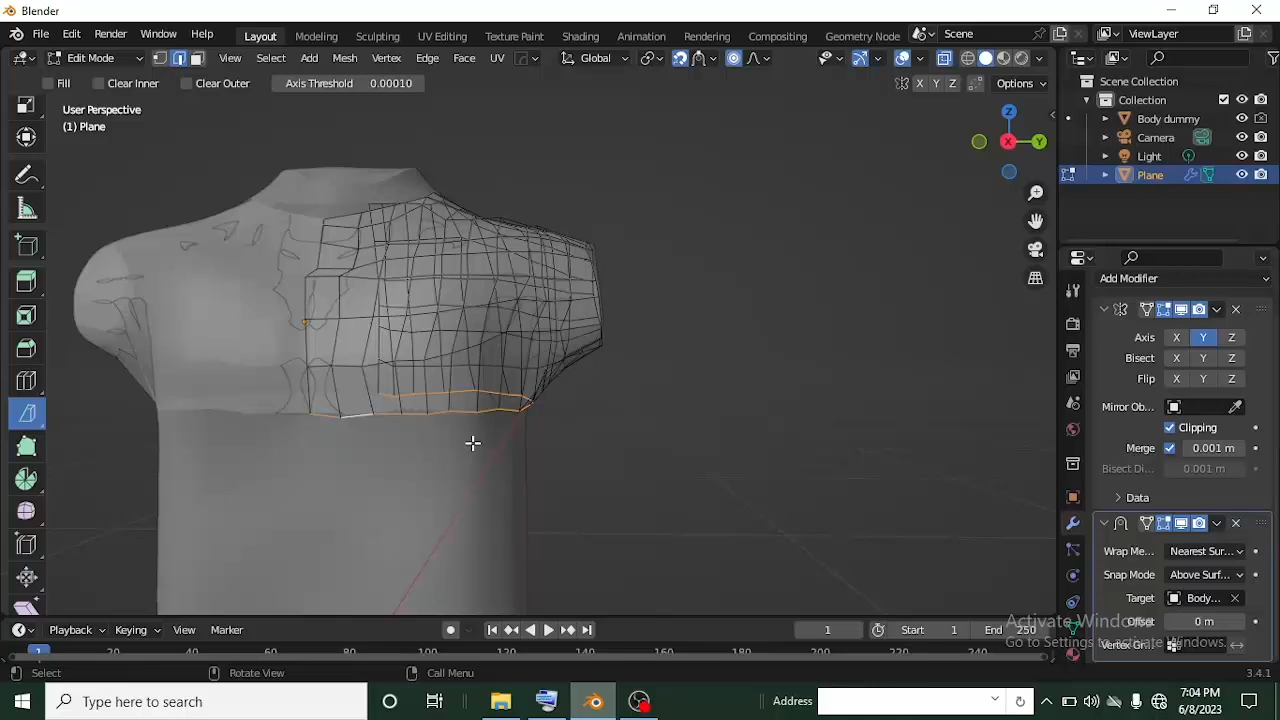 Blender
File Edit Render Window Help Layout Modeling Sculpting UV Editing Texture Paint Shading Animation Rendering Compositing Geometry Node Scene ViewLayer
Edit Mode View Select Add Mesh Vertex Edge Face UV Global
Fill Clear Inner Clear Outer Axis Threshold 0.00010 X Y Z Options
User Perspective
(1) Plane
Z
X
Y
Scene Collection
Collection
Body dummy
Camera
Light
Plane
Add Modifier
Axis X Y Z
Bisect X Y Z
Flip X Y Z
Mirror Ob...
Clipping
Merge 0.001 m
Bisect Di... 0.001 m
Data
Wrap Me... Nearest Sur...
Snap Mode Above Surf...
Target Body...
Offset 0 m
Vertex Gr...
Activate Windows
Go to Settings to activate Windows.
Playback Keying View Marker 1 Start 1 End 250
1 20 40 60 80 100 120 140 160 180 200 220 240
Select Rotate View Call Menu 3.4.1
Type here to search Address 7:04 PM
6/8/2023